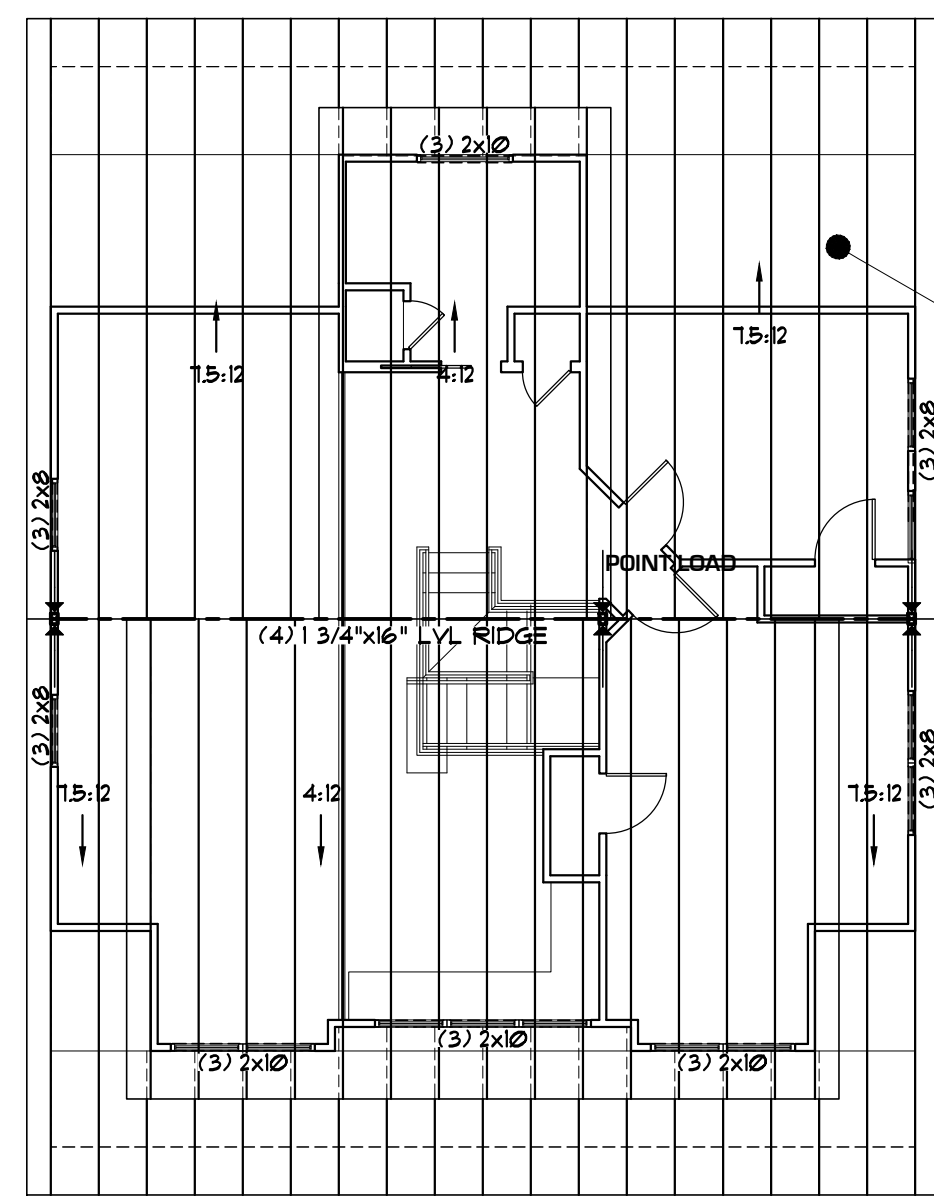 (3) 2x10
7.5:12
7.5:12
4:12
(3) 2x8
(3) 2x8
POINT LOAD
(4) 1 3/4"x16" LVL RIDGE
(3) 2x8
(3) 2x8
7.5:12
4:12
7.5:12
(3) 2x10
(3) 2x10
(3) 2x10